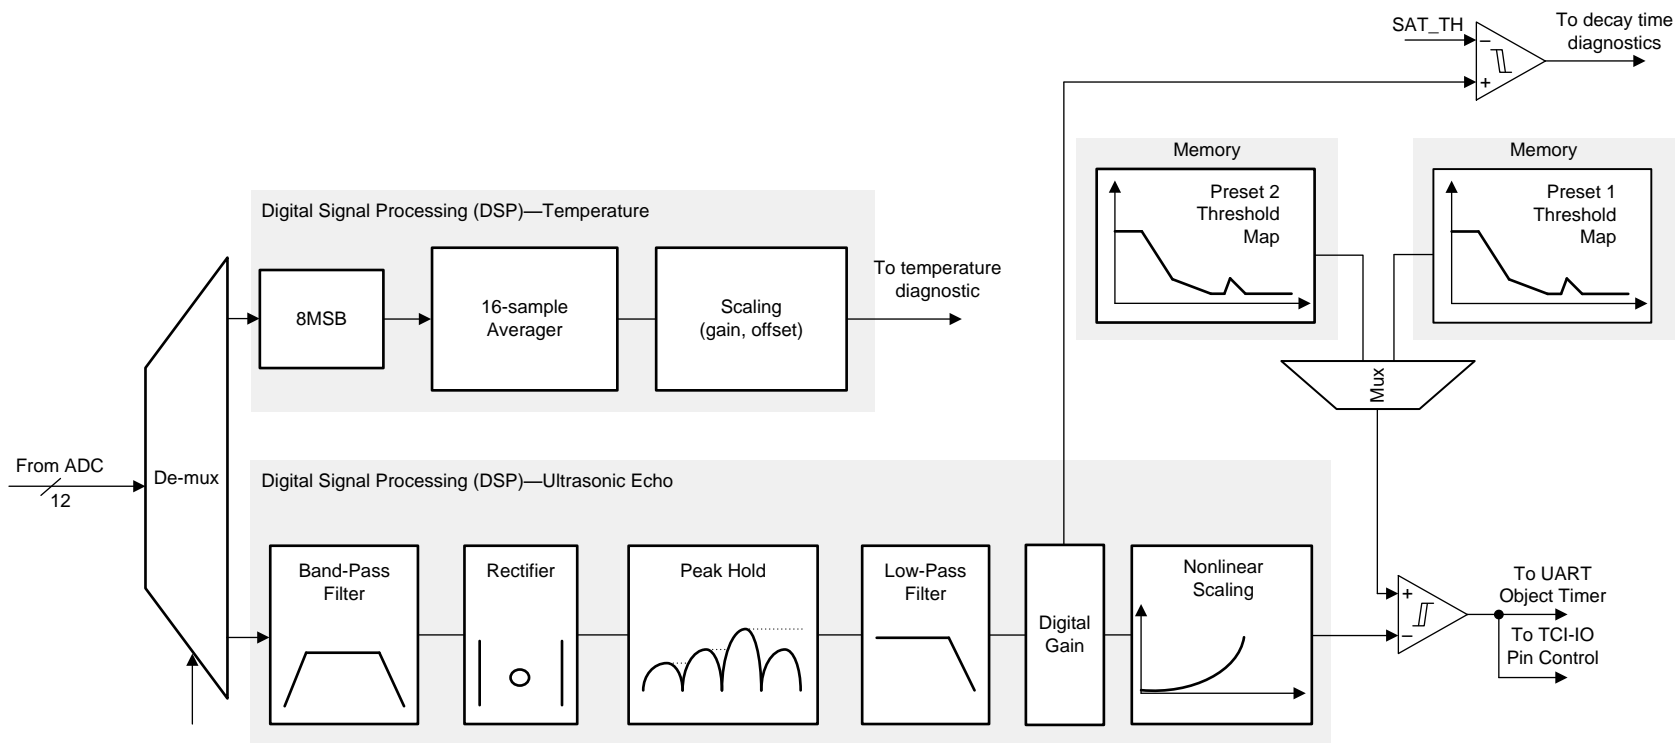 SAT_TH
−
+
To decay time
diagnostics
Memory
Preset 2
Threshold
Map
Memory
Preset 1
Threshold
Map
Mux
Digital Signal Processing (DSP)—Temperature
8MSB
16-sample
Averager
Scaling
(gain, offset)
To temperature
diagnostic
From ADC
12
De-mux
Digital Signal Processing (DSP)—Ultrasonic Echo
Band-Pass
Filter
Rectifier
Peak Hold
Low-Pass
Filter
Digital
Gain
Nonlinear
Scaling
+
−
To UART
Object Timer
To TCI-IO
Pin Control